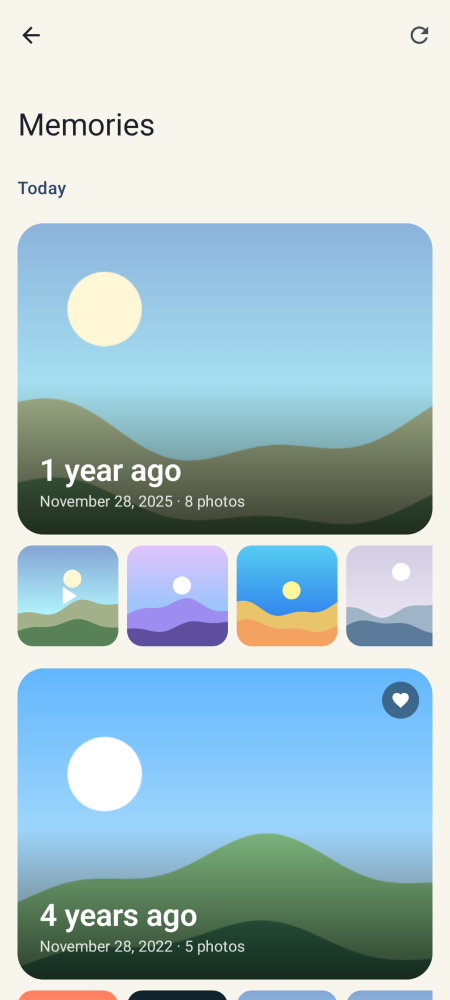 Memories
Today
1 year ago
November 28, 2025 · 8 photos
4 years ago
November 28, 2022 · 5 photos